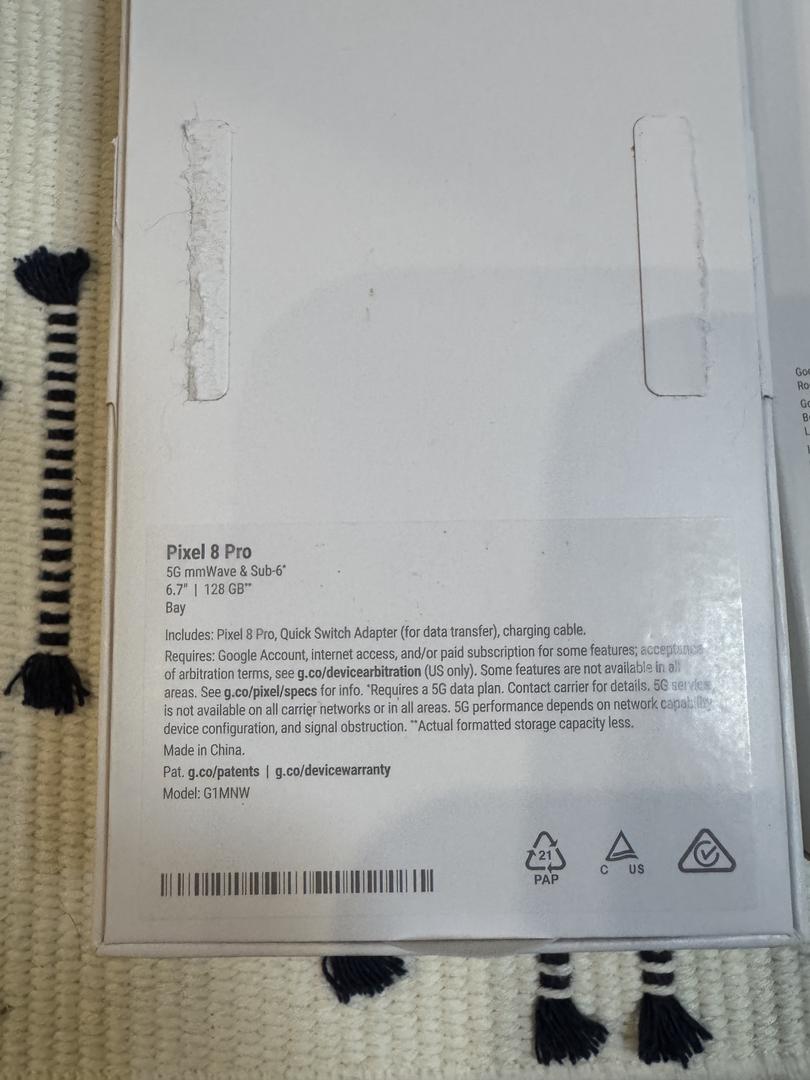 Pixel 8 Pro
5G mmWave & Sub-6*
6.7" | 128 GB**
Bay
Includes: Pixel 8 Pro, Quick Switch Adapter (for data transfer), charging cable.
Requires: Google Account, internet access, and/or paid subscription for some features; acceptance
of arbitration terms, see g.co/devicearbitration (US only). Some features are not available in all
areas. See g.co/pixel/specs for info. *Requires a 5G data plan. Contact carrier for details. 5G service
is not available on all carrier networks or in all areas. 5G performance depends on network capability
device configuration, and signal obstruction. **Actual formatted storage capacity less.
Made in China.
Pat. g.co/patents | g.co/devicewarranty
Model: G1MNW
21
PAP
C US